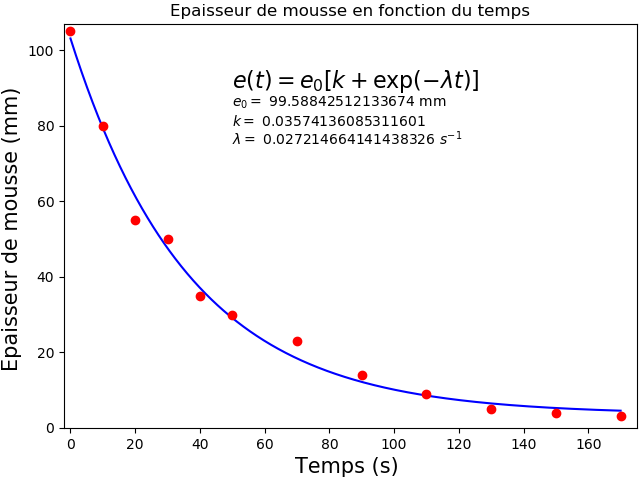 Epaisseur de mousse en fonction du temps
e(t) = e₀[k + exp(−λt)]
e₀ = 99.58842512133674 mm
k = 0.03574136085311601
λ = 0.027214664141438326 s⁻¹
Epaisseur de mousse (mm)
100
80
60
40
20
0
0 20 40 60 80 100 120 140 160
Temps (s)